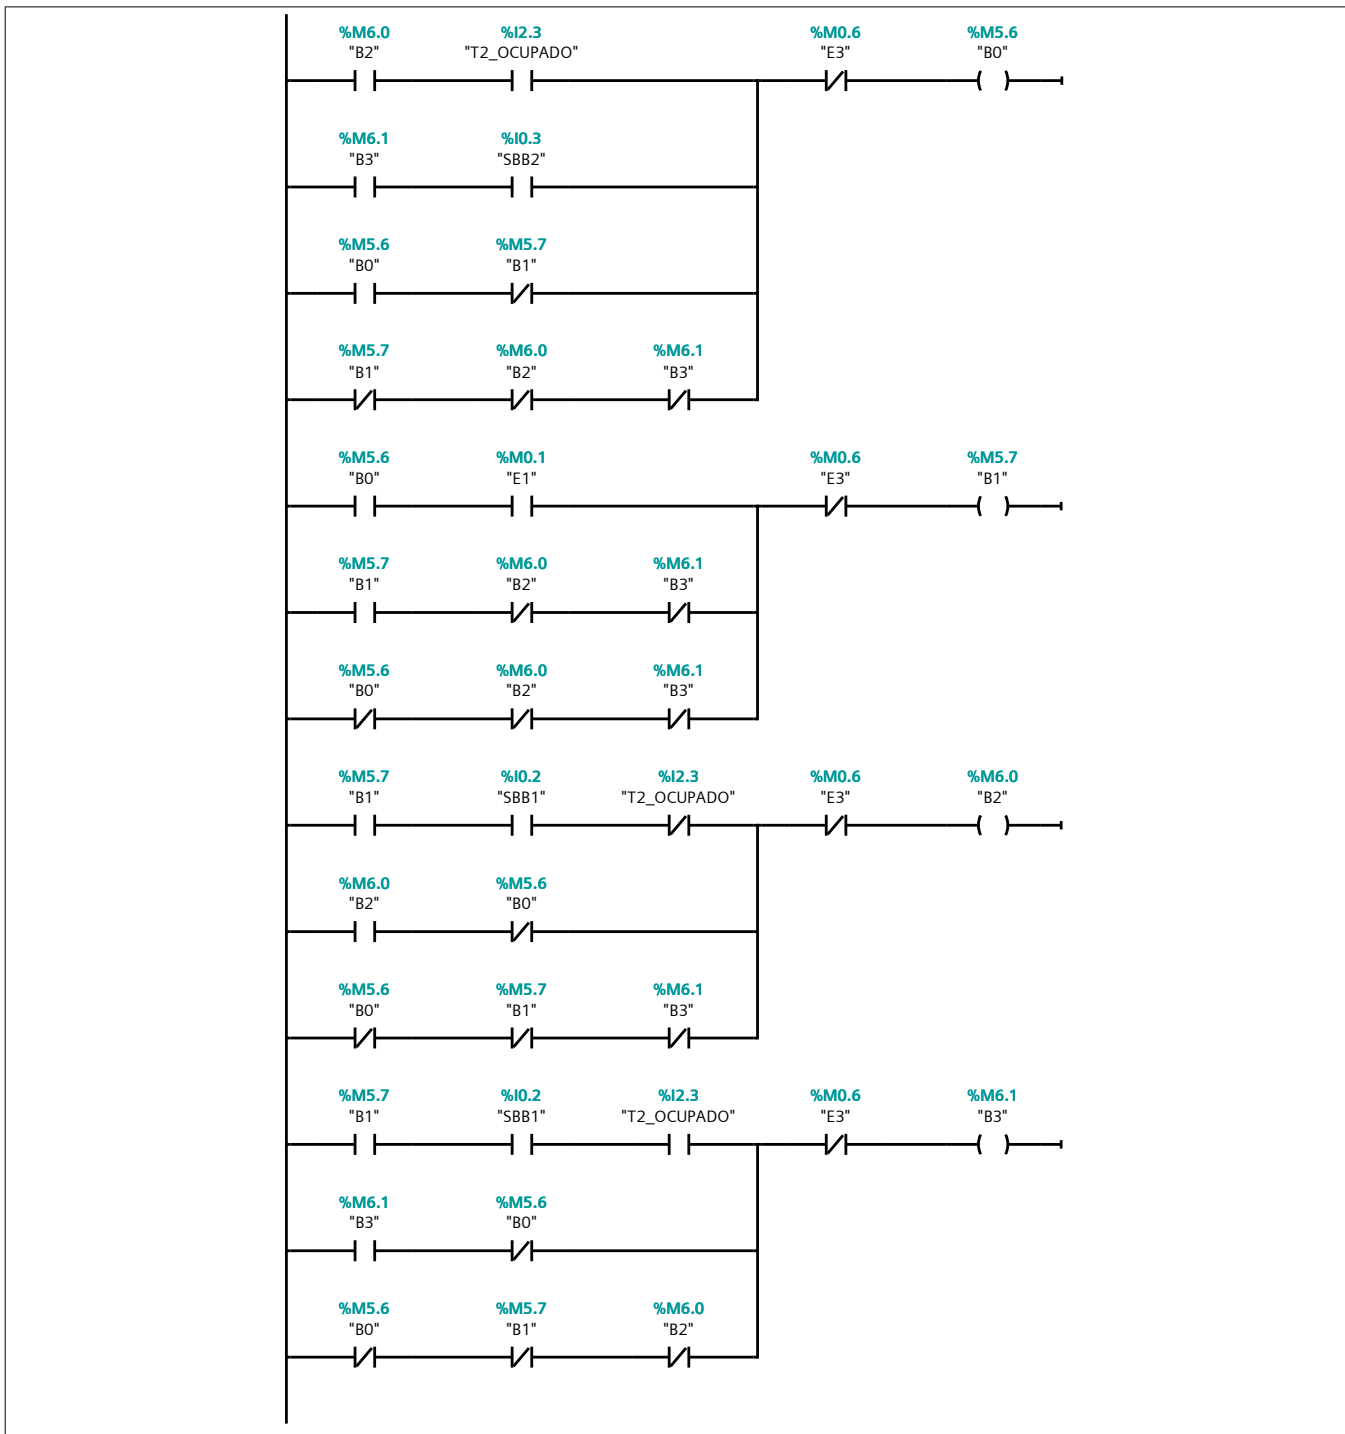 %M6.0 %I2.3 %M0.6 %M5.6
"B2" "T2_OCUPADO" "E3" "B0"
%M6.1 %I0.3
"B3" "SBB2"
%M5.6 %M5.7
"B0" "B1"
%M5.7 %M6.0 %M6.1
"B1" "B2" "B3"
%M5.6 %M0.1 %M0.6 %M5.7
"B0" "E1" "E3" "B1"
%M5.7 %M6.0 %M6.1
"B1" "B2" "B3"
%M5.6 %M6.0 %M6.1
"B0" "B2" "B3"
%M5.7 %I0.2 %I2.3 %M0.6 %M6.0
"B1" "SBB1" "T2_OCUPADO" "E3" "B2"
%M6.0 %M5.6
"B2" "B0"
%M5.6 %M5.7 %M6.1
"B0" "B1" "B3"
%M5.7 %I0.2 %I2.3 %M0.6 %M6.1
"B1" "SBB1" "T2_OCUPADO" "E3" "B3"
%M6.1 %M5.6
"B3" "B0"
%M5.6 %M5.7 %M6.0
"B0" "B1" "B2"